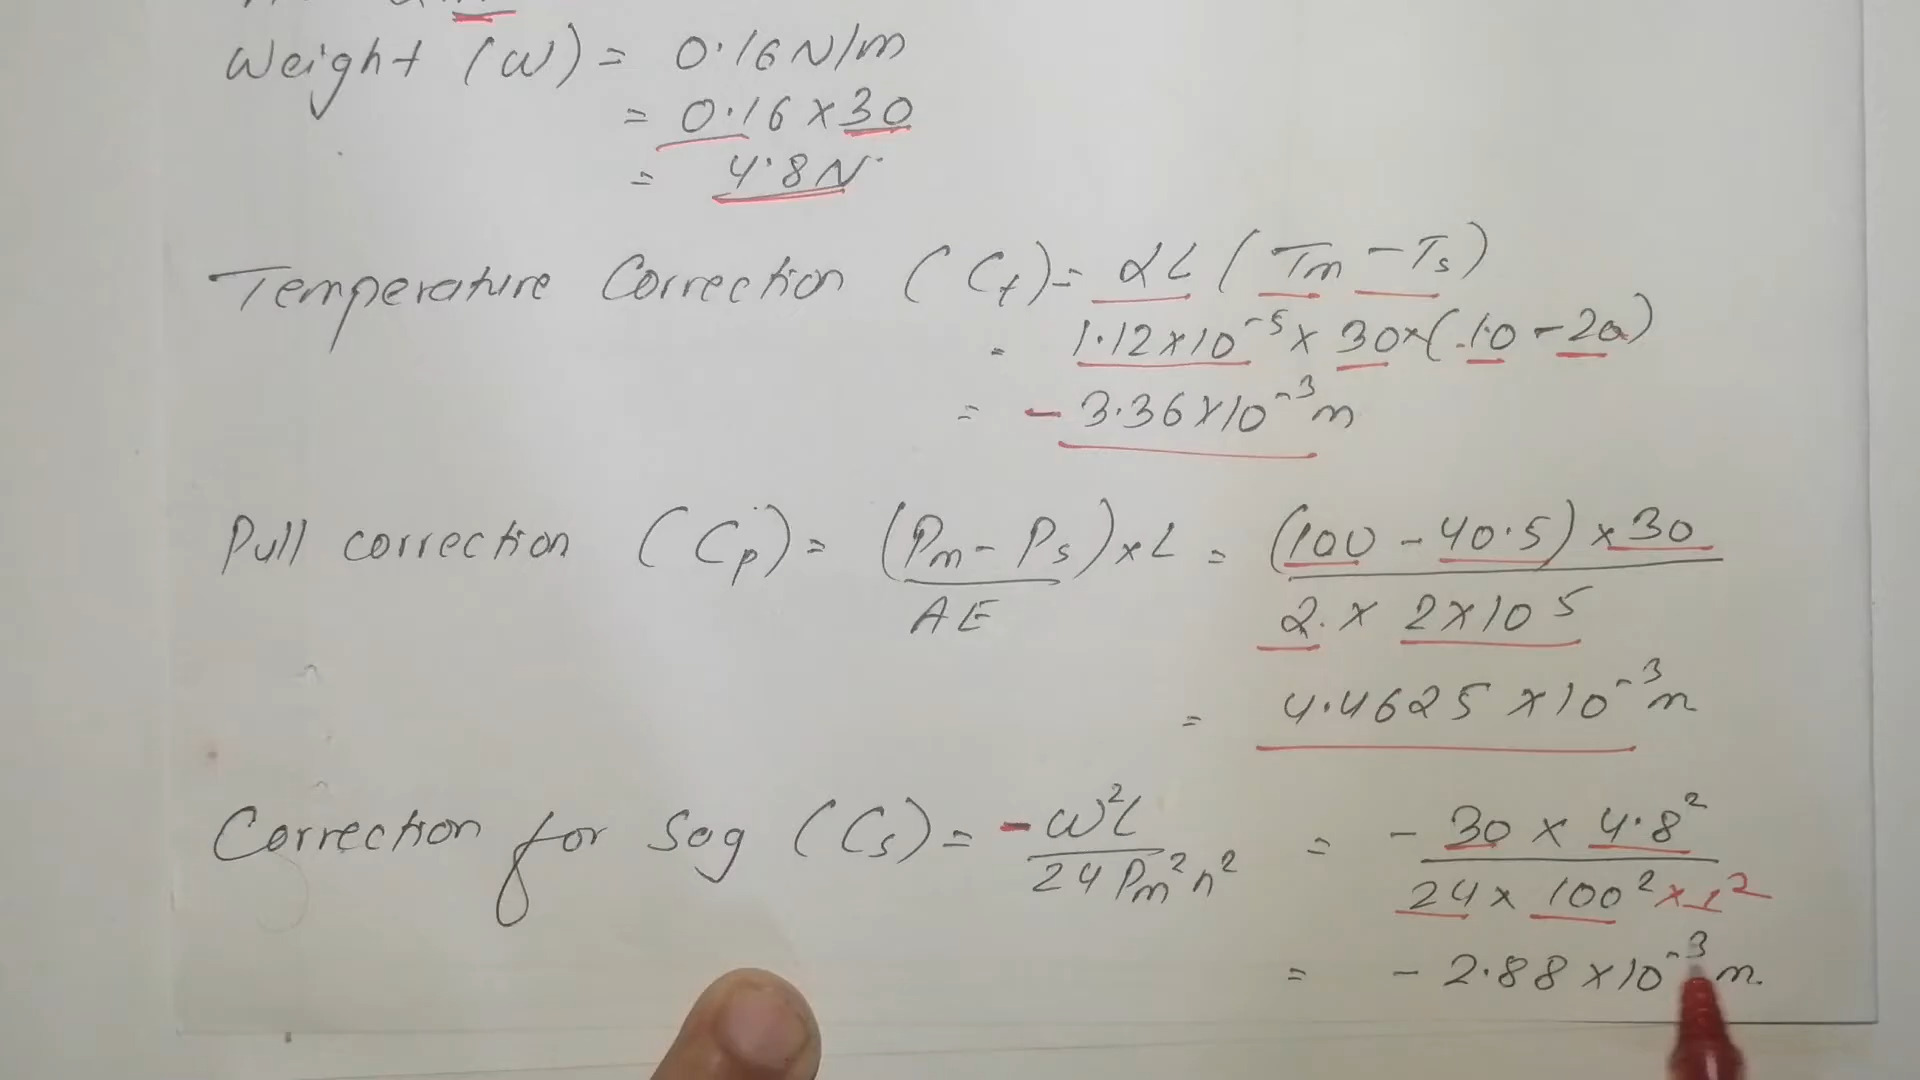 Weight (W) = 0.16 N/m
= 0.16 × 30
= 4.8 N
Temperature Correction (Ct) = αL (Tm - Ts)
= 1.12 × 10⁻⁵ × 30 × (10 - 20)
= - 3.36 × 10⁻³ m
Pull correction (Cp) = (Pm - Ps) × L / AE = (100 - 40.5) × 30 / 2 × 2 × 10⁵
= 4.4625 × 10⁻³ m
Correction for Sag (Cs) = - W²L / 24 Pm² n² = - 30 × 4.8² / 24 × 100² × 1²
= - 2.88 × 10⁻³ m